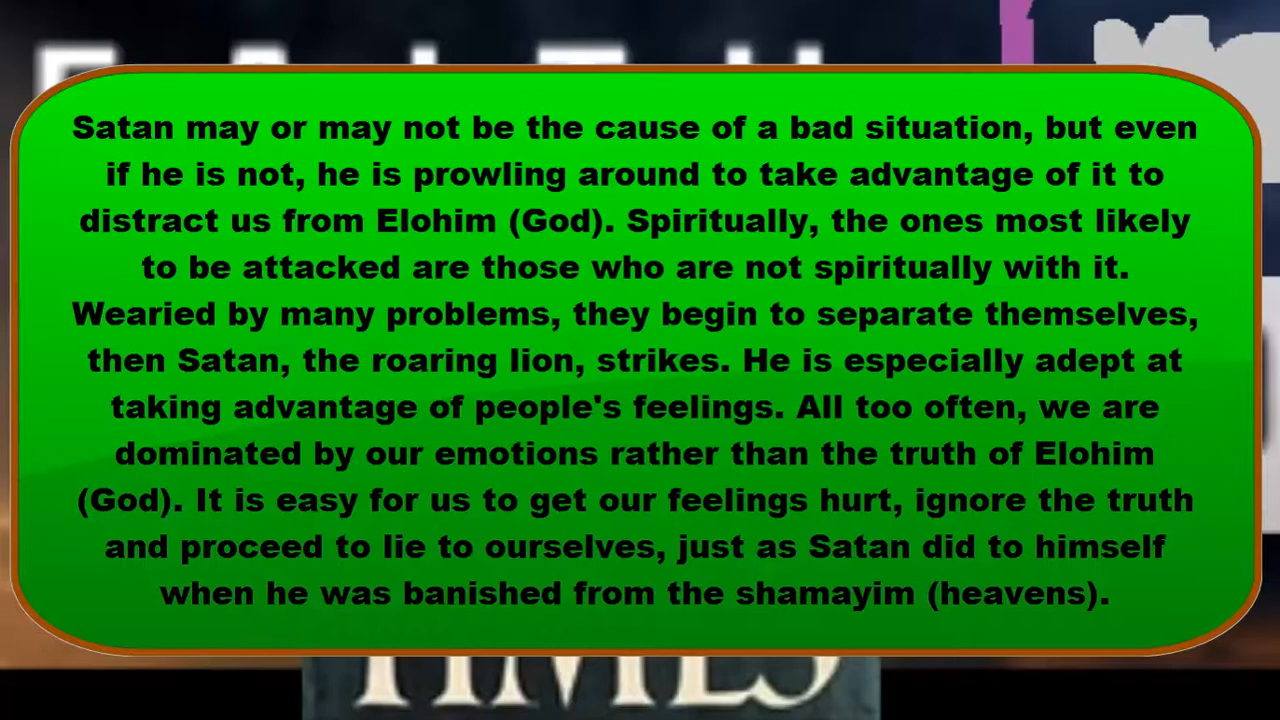 Satan may or may not be the cause of a bad situation, but even
if he is not, he is prowling around to take advantage of it to
distract us from Elohim (God). Spiritually, the ones most likely
to be attacked are those who are not spiritually with it.
Wearied by many problems, they begin to separate themselves,
then Satan, the roaring lion, strikes. He is especially adept at
taking advantage of people's feelings. All too often, we are
dominated by our emotions rather than the truth of Elohim
(God). It is easy for us to get our feelings hurt, ignore the truth
and proceed to lie to ourselves, just as Satan did to himself
when he was banished from the shamayim (heavens).
TIMES